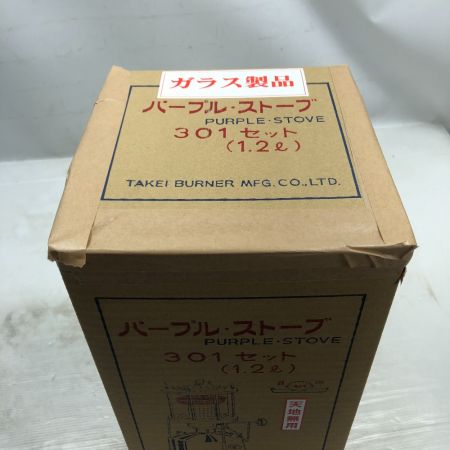 ガラス製品
パープル・ストーブ
PURPLE・STOVE
301セット
(1.2ℓ)
TAKEI BURNER MFG.CO.,LTD.
パープル・ストーブ
PURPLE・STOVE
301セット
(1.2ℓ)
天地無用